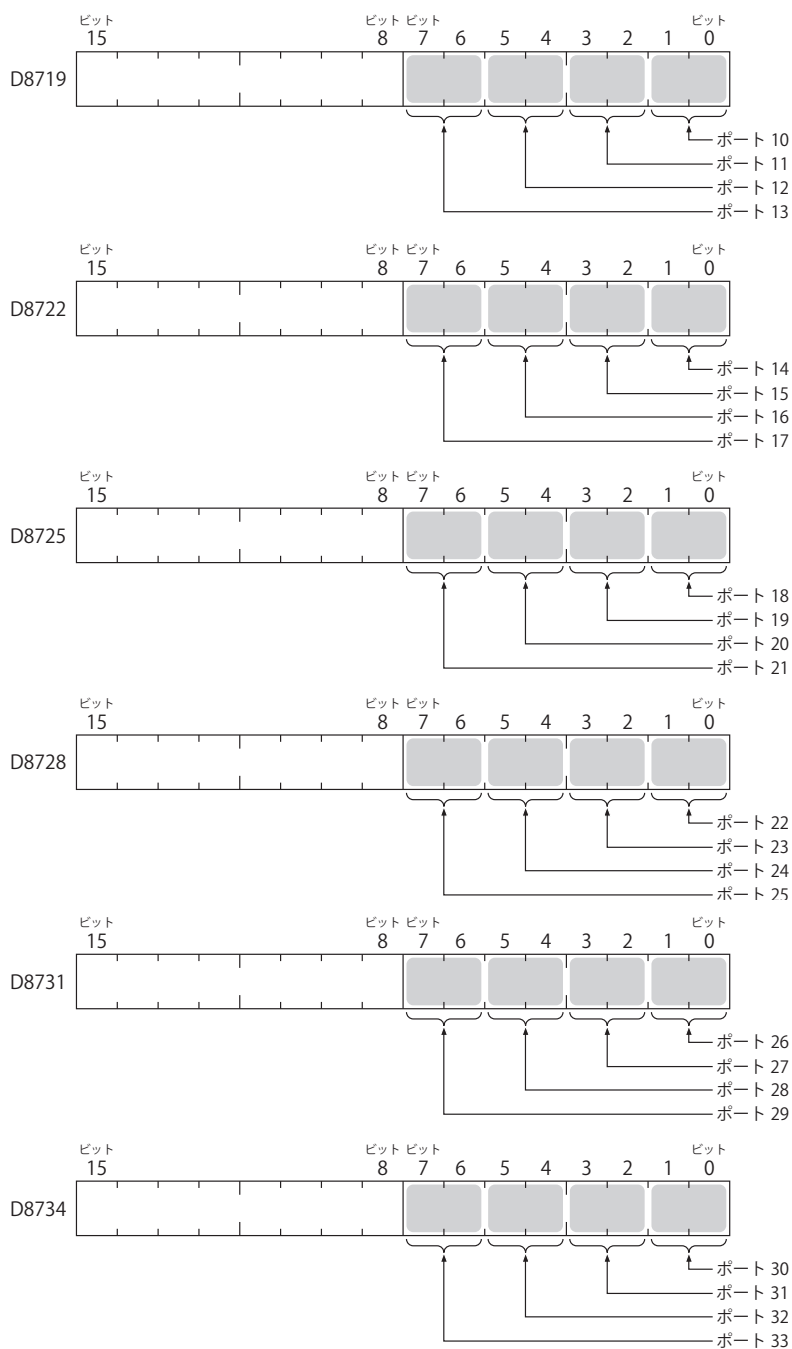 ビット ビット ビット ビット
15 8 7 6 5 4 3 2 1 0
D8719
ポート 10
ポート 11
ポート 12
ポート 13
ビット ビット ビット ビット
15 8 7 6 5 4 3 2 1 0
D8722
ポート 14
ポート 15
ポート 16
ポート 17
ビット ビット ビット ビット
15 8 7 6 5 4 3 2 1 0
D8725
ポート 18
ポート 19
ポート 20
ポート 21
ビット ビット ビット ビット
15 8 7 6 5 4 3 2 1 0
D8728
ポート 22
ポート 23
ポート 24
ポート 25
ビット ビット ビット ビット
15 8 7 6 5 4 3 2 1 0
D8731
ポート 26
ポート 27
ポート 28
ポート 29
ビット ビット ビット ビット
15 8 7 6 5 4 3 2 1 0
D8734
ポート 30
ポート 31
ポート 32
ポート 33